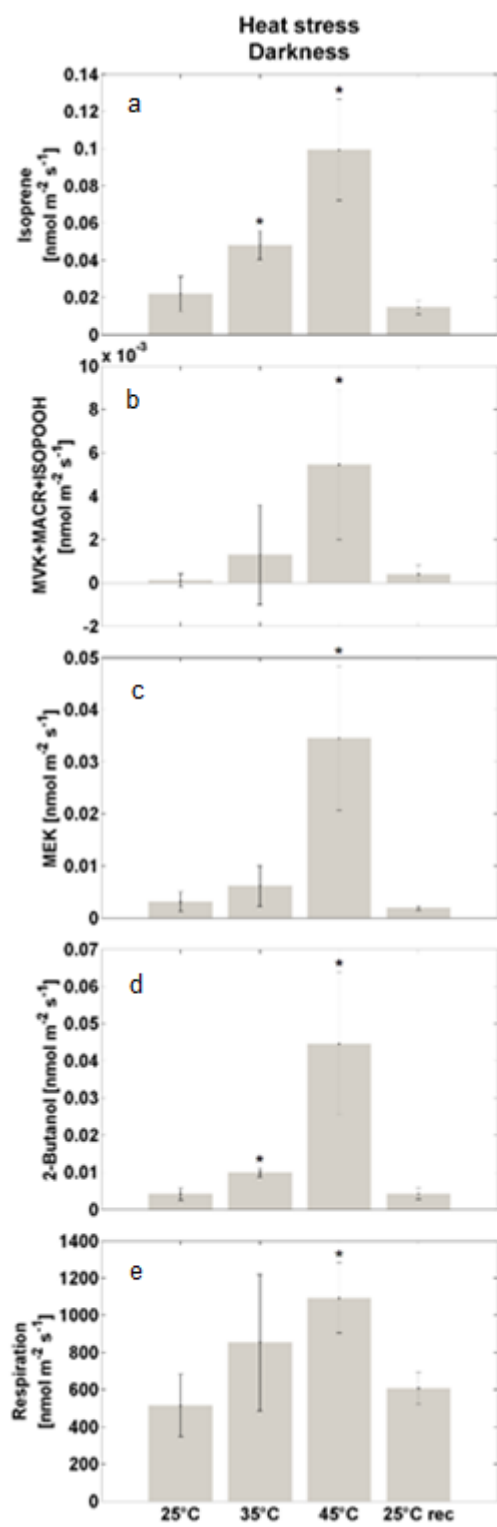 Heat stress
Darkness
a
Isoprene
[nmol m⁻² s⁻¹]
0.14
0.12
0.1
0.08
0.06
0.04
0.02
0
*
*
x 10⁻³
b
MVK+MACR+ISOPOOH
[nmol m⁻² s⁻¹]
10
8
6
4
2
0
-2
*
c
MEK [nmol m⁻² s⁻¹]
0.05
0.04
0.03
0.02
0.01
0
*
d
2-Butanol [nmol m⁻² s⁻¹]
0.07
0.06
0.05
0.04
0.03
0.02
0.01
0
*
*
e
Respiration
[nmol m⁻² s⁻¹]
1400
1200
1000
800
600
400
200
0
*
25°C 35°C 45°C 25°C rec